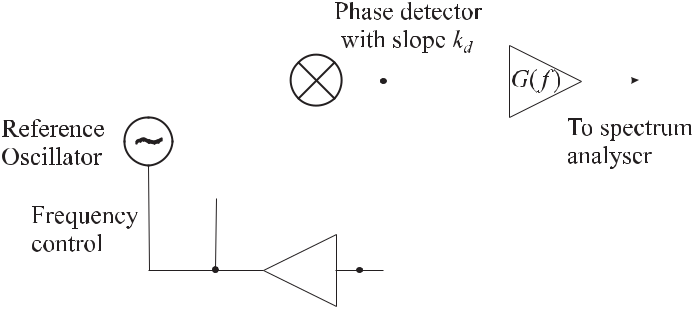 Phase detector
with slope k_d
G(f)
Reference
Oscillator
To spectrum
analyser
Frequency
control